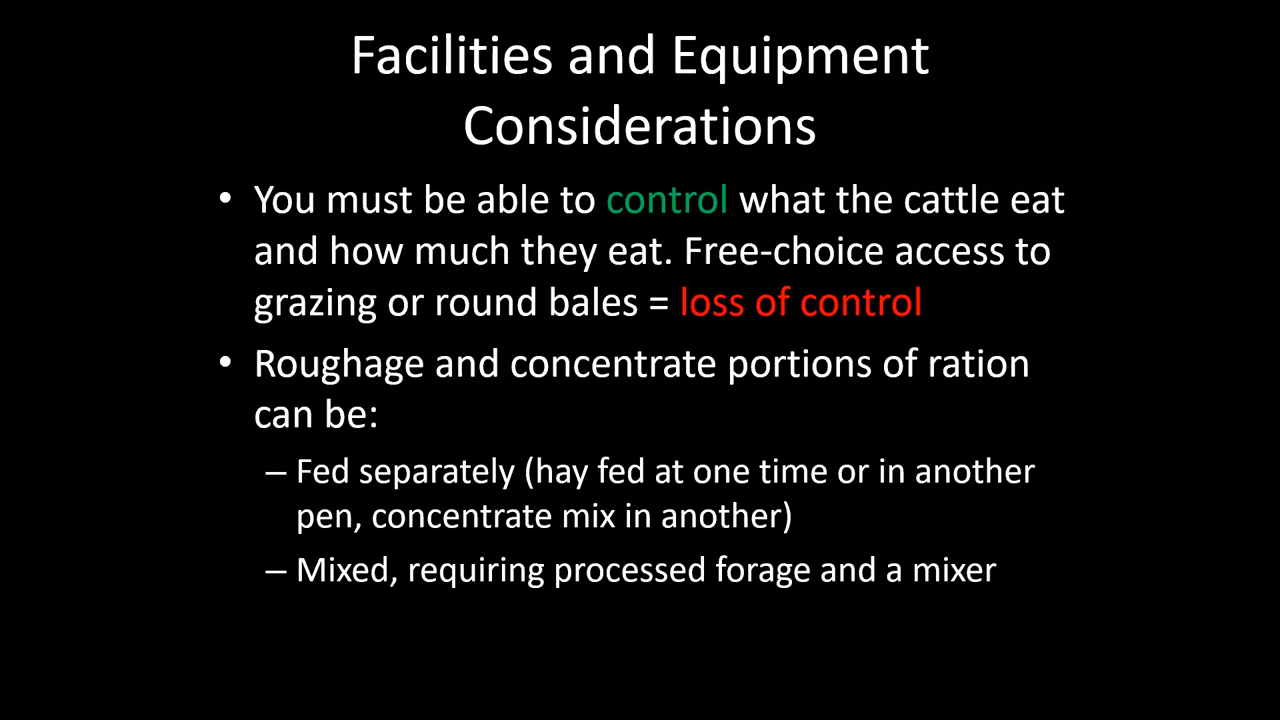 Facilities and Equipment
Considerations
• You must be able to control what the cattle eat
and how much they eat. Free-choice access to
grazing or round bales = loss of control
• Roughage and concentrate portions of ration
can be:
– Fed separately (hay fed at one time or in another
pen, concentrate mix in another)
– Mixed, requiring processed forage and a mixer